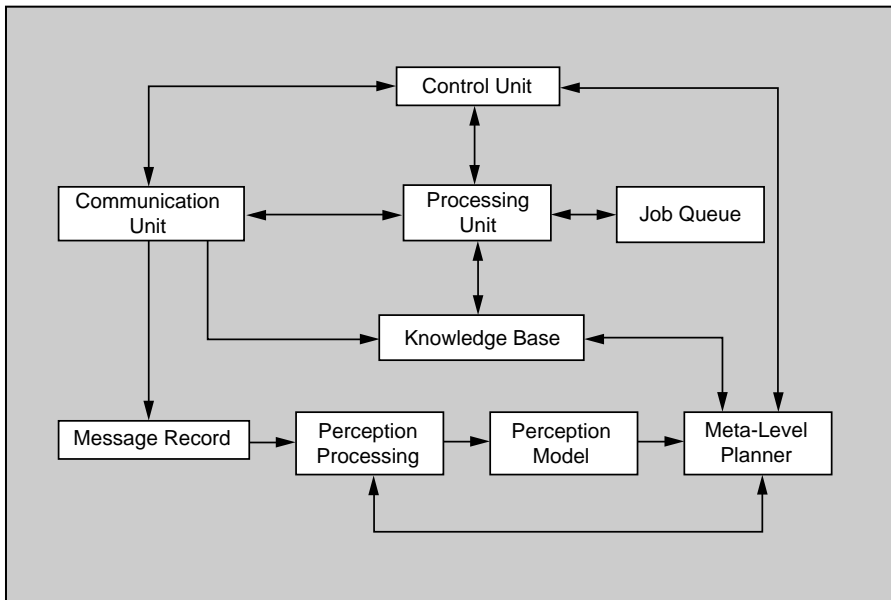 Control Unit
Communication
Unit
Processing
Unit
Job Queue
Knowledge Base
Message Record
Perception
Processing
Perception
Model
Meta-Level
Planner